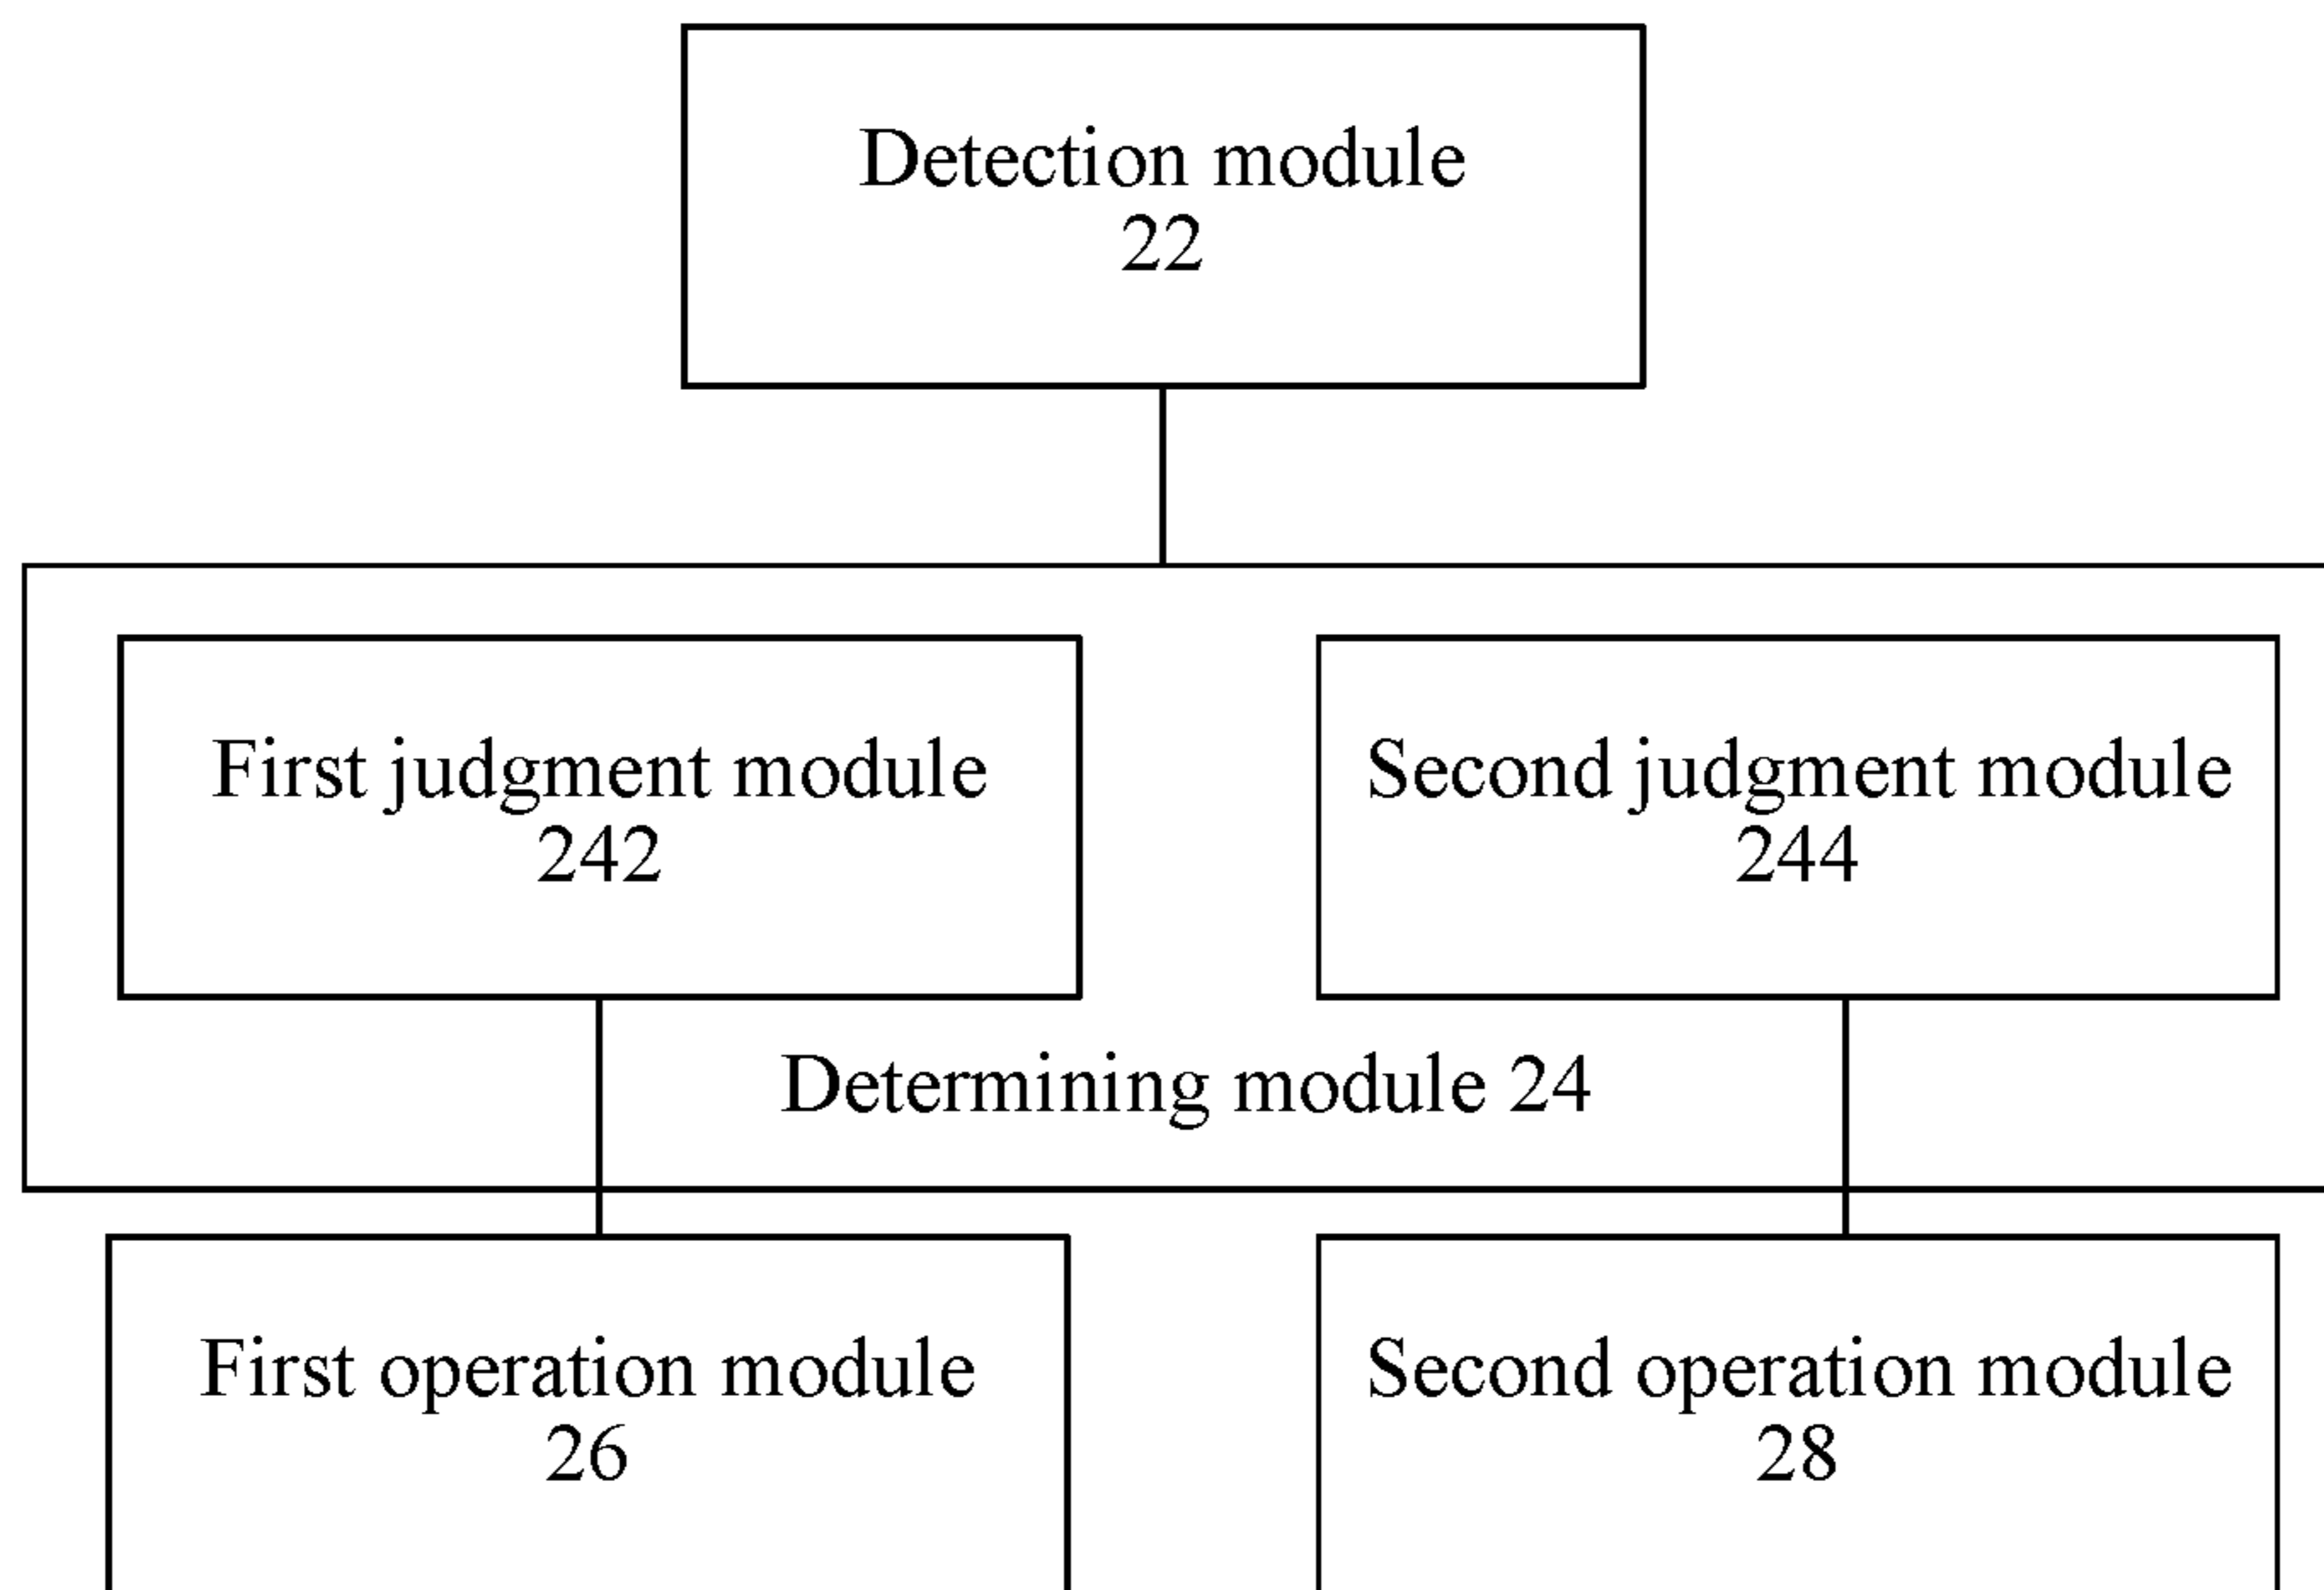 Detection module
22
First judgment module
242
Second judgment module
244
Determining module 24
First operation module
26
Second operation module
28